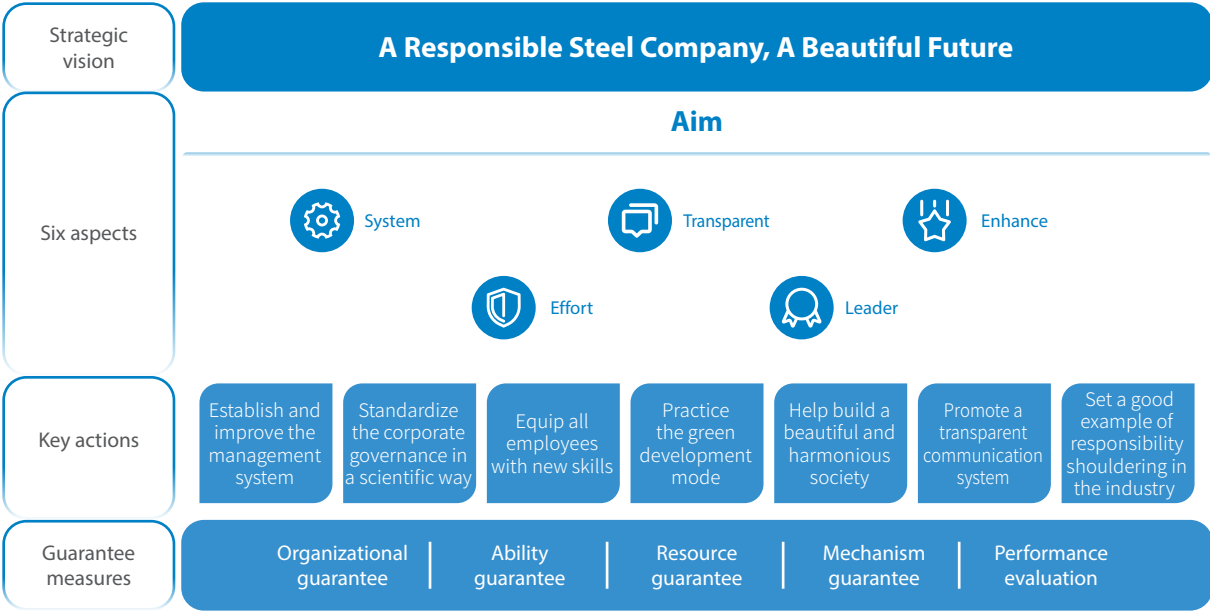 Strategic
vision
A Responsible Steel Company, A Beautiful Future
Six aspects
Aim
System
Transparent
Enhance
Effort
Leader
Key actions
Establish and
improve the
management
system
Standardize
the corporate
governance in
a scientific way
Equip all
employees
with new skills
Practice
the green
development
mode
Help build a
beautiful and
harmonious
society
Promote a
transparent
communication
system
Set a good
example of
responsibility
shouldering in
the industry
Guarantee
measures
Organizational
guarantee
Ability
guarantee
Resource
guarantee
Mechanism
guarantee
Performance
evaluation